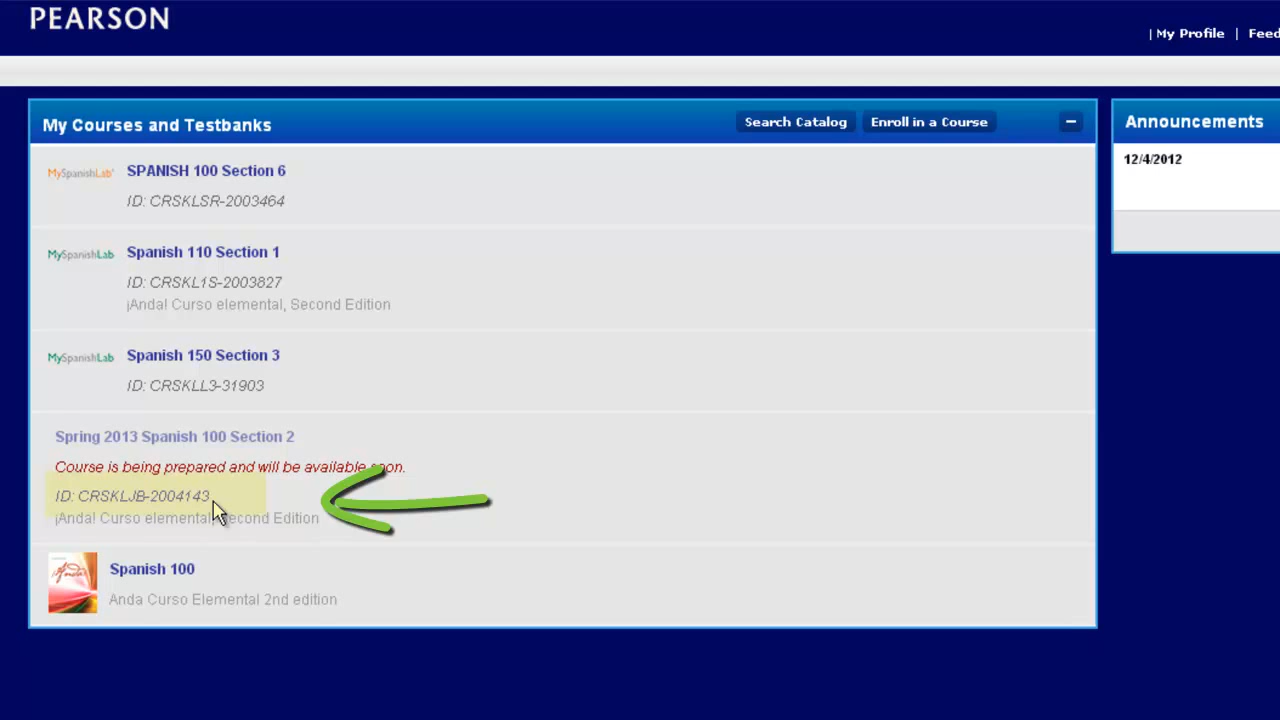 PEARSON
| My Profile | Feed
My Courses and Testbanks
Search Catalog
Enroll in a Course
Announcements
12/4/2012
MySpanishLab
SPANISH 100 Section 6
ID: CRSKLSR-2003464
MySpanishLab
Spanish 110 Section 1
ID: CRSKL1S-2003827
¡Anda! Curso elemental, Second Edition
MySpanishLab
Spanish 150 Section 3
ID: CRSKLL3-31903
Spring 2013 Spanish 100 Section 2
Course is being prepared and will be available soon.
ID: CRSKLJB-2004143
¡Anda! Curso elemental, Second Edition
Anda
Spanish 100
Anda Curso Elemental 2nd edition